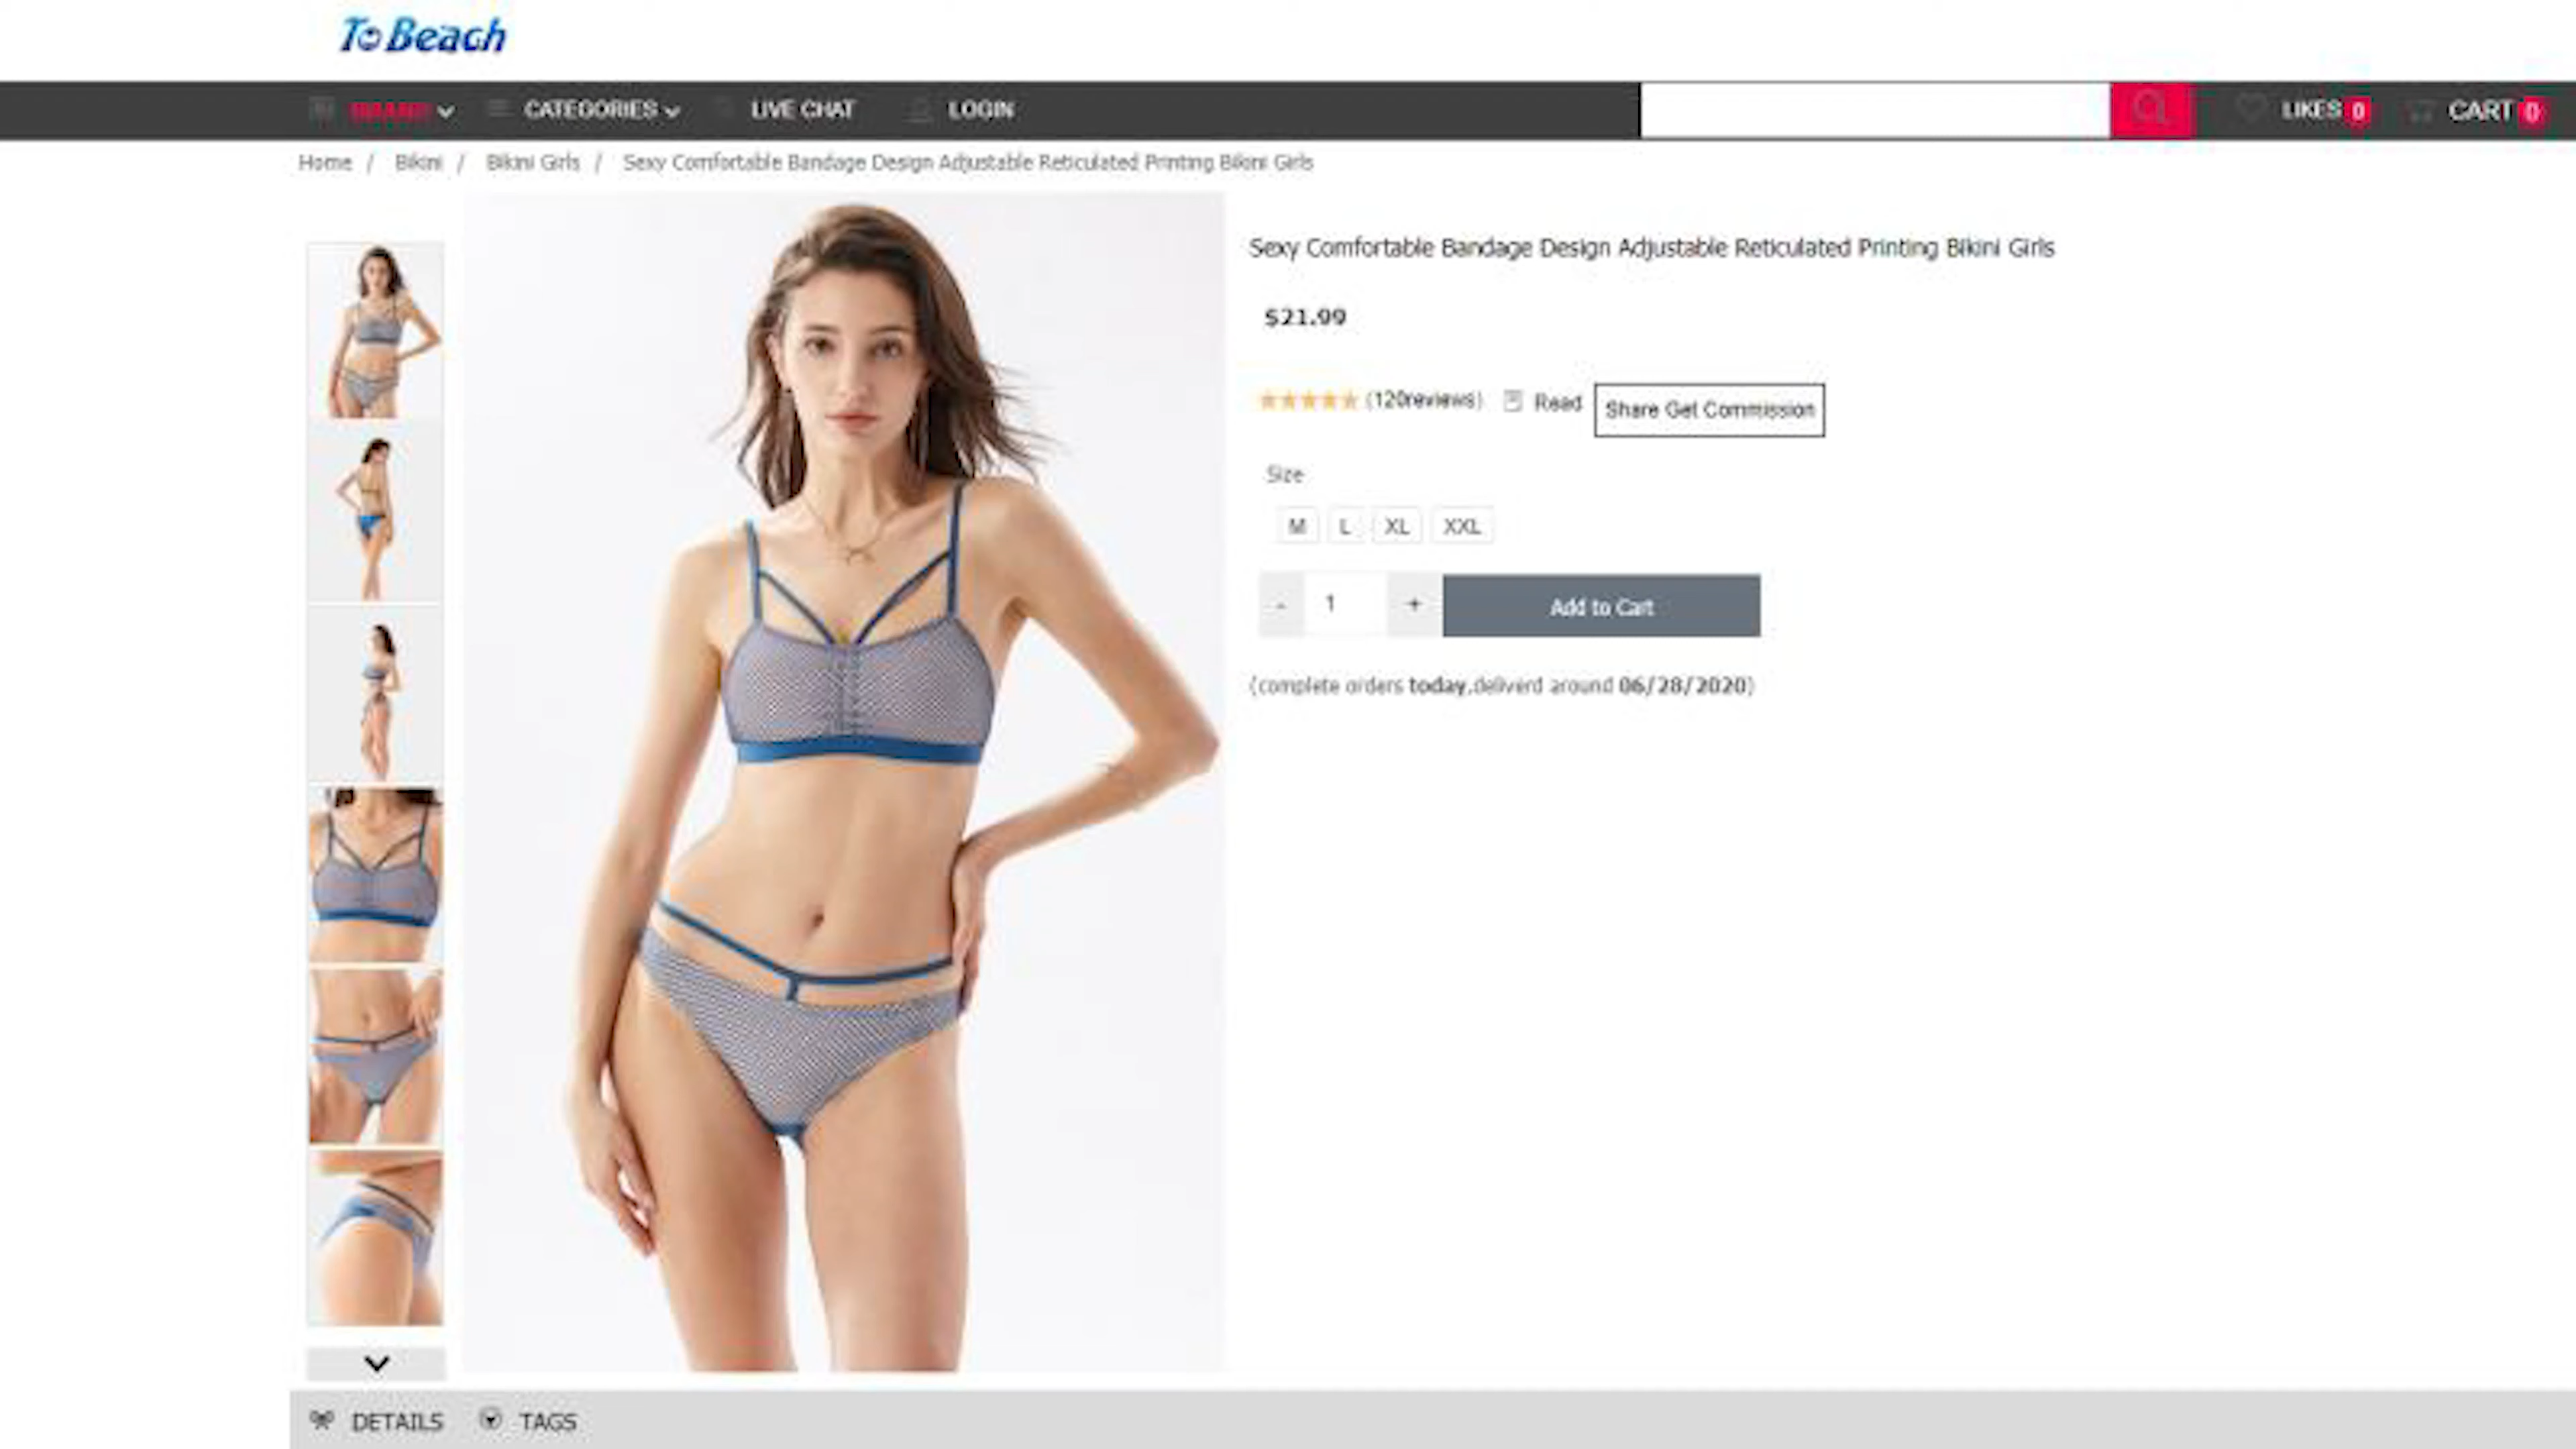 To Beach
BRAND CATEGORIES LIVE CHAT LOGIN LIKES 0 CART 0
Home / Bikini / Bikini Girls / Sexy Comfortable Bandage Design Adjustable Reticulated Printing Bikini Girls
Sexy Comfortable Bandage Design Adjustable Reticulated Printing Bikini Girls
$21.99
(120reviews) Read Share Get Commission
Size
M L XL XXL
- 1 + Add to Cart
(complete orders today,deliverd around 06/28/2020)
DETAILS TAGS